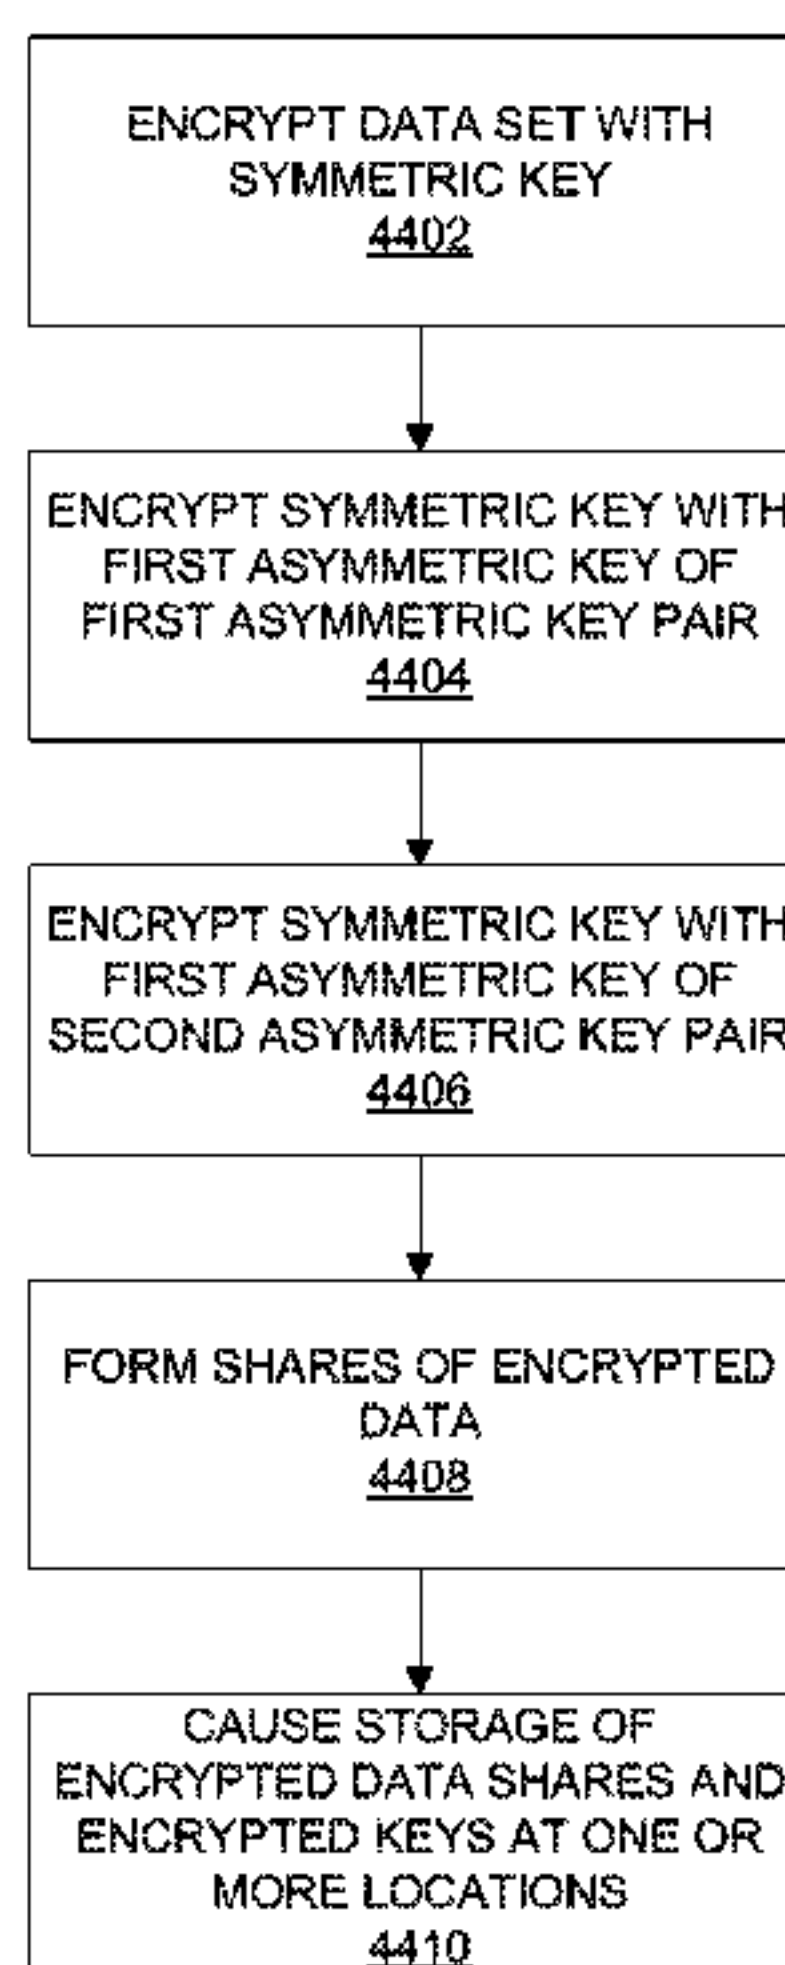 ENCRYPT DATA SET WITH
SYMMETRIC KEY
4402
ENCRYPT SYMMETRIC KEY WITH
FIRST ASYMMETRIC KEY OF
FIRST ASYMMETRIC KEY PAIR
4404
ENCRYPT SYMMETRIC KEY WITH
FIRST ASYMMETRIC KEY OF
SECOND ASYMMETRIC KEY PAIR
4406
FORM SHARES OF ENCRYPTED
DATA
4408
CAUSE STORAGE OF
ENCRYPTED DATA SHARES AND
ENCRYPTED KEYS AT ONE OR
MORE LOCATIONS
4410